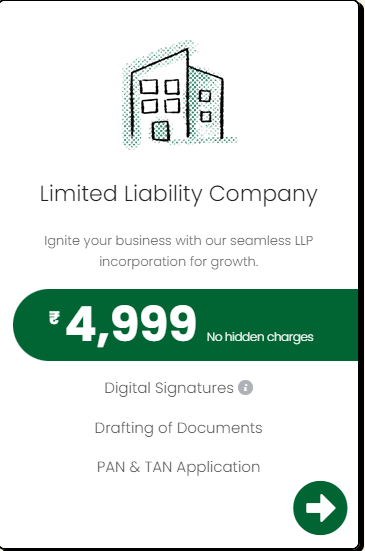 Limited Liability Company
Ignite your business with our seamless LLP
incorporation for growth.
₹ 4,999 No hidden charges
Digital Signatures i
Drafting of Documents
PAN & TAN Application